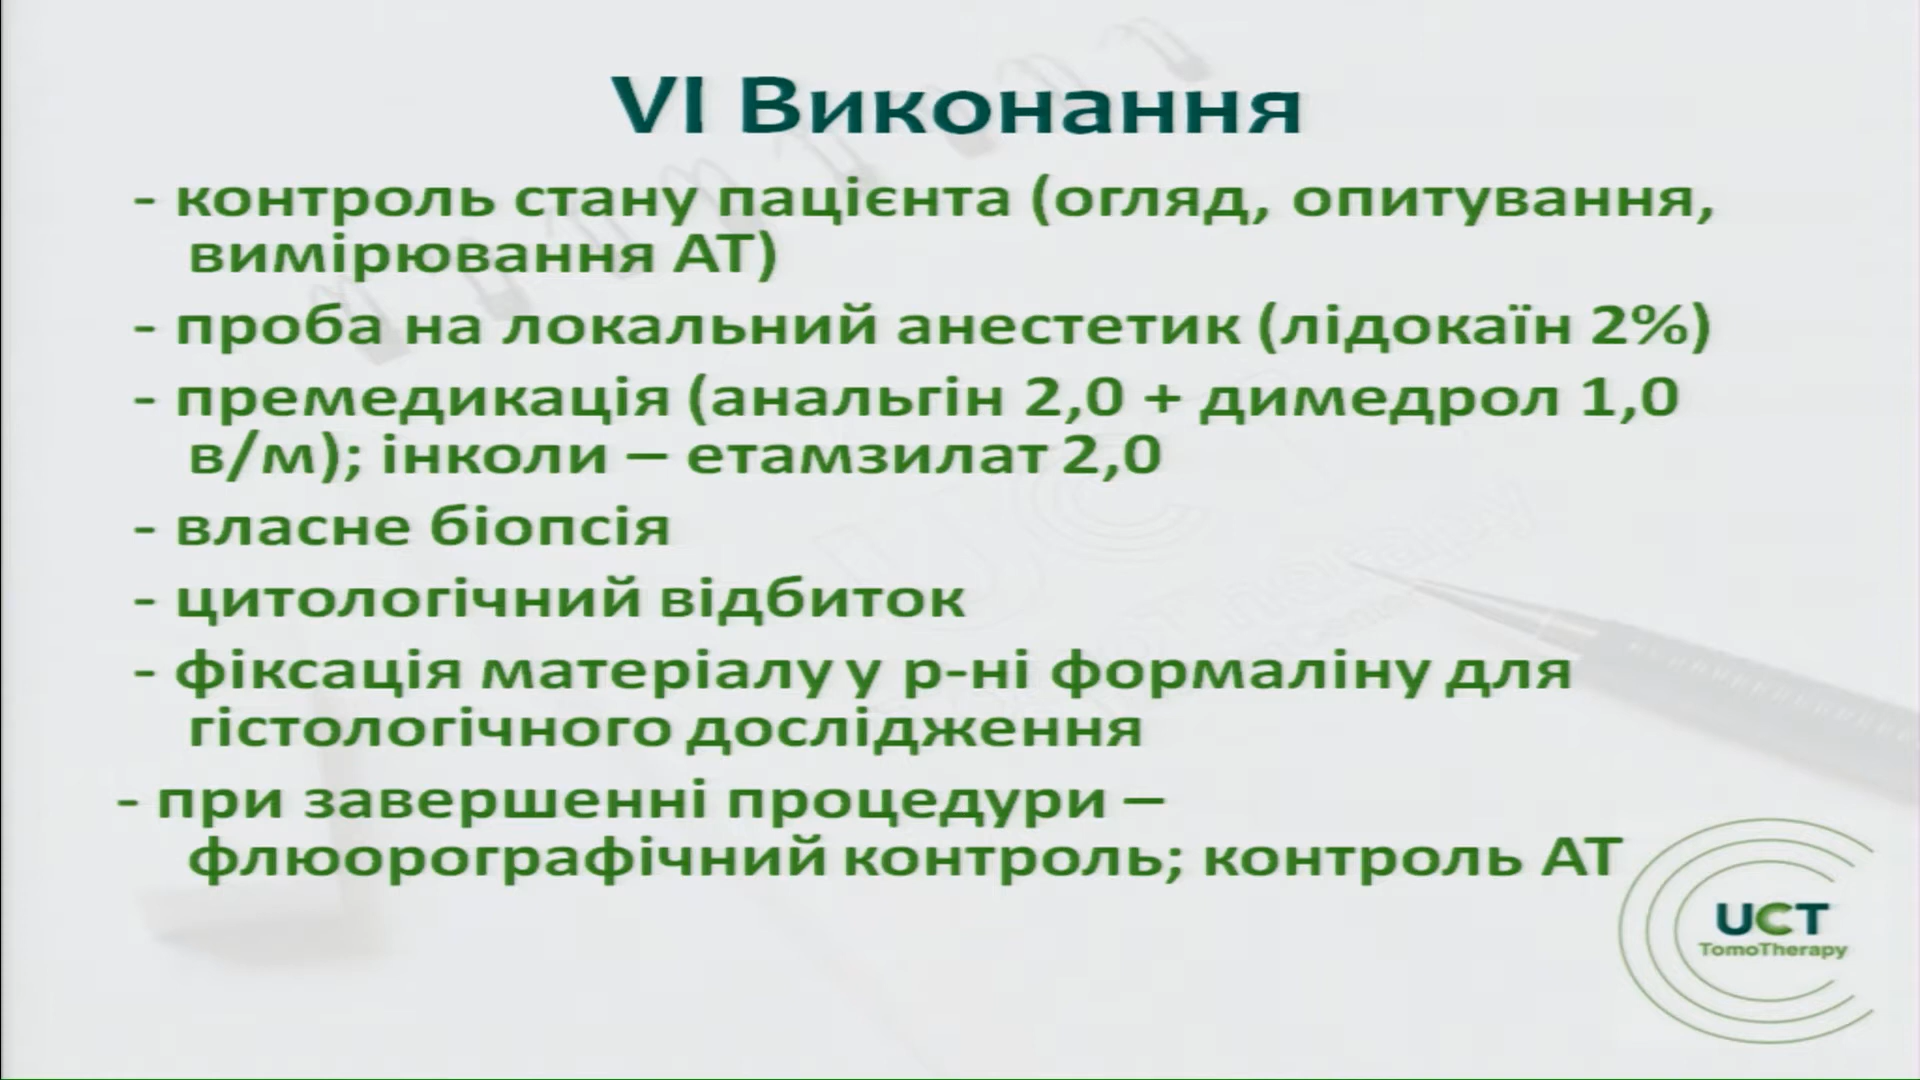 VI Виконання
- контроль стану пацієнта (огляд, опитування,
вимірювання АТ)
- проба на локальний анестетик (лідокаїн 2%)
- премедикація (анальгін 2,0 + димедрол 1,0
в/м); інколи – етамзилат 2,0
- власне біопсія
- цитологічний відбиток
- фіксація матеріалу у р-ні формаліну для
гістологічного дослідження
- при завершенні процедури –
флюорографічний контроль; контроль АТ
UCT
TomoTherapy